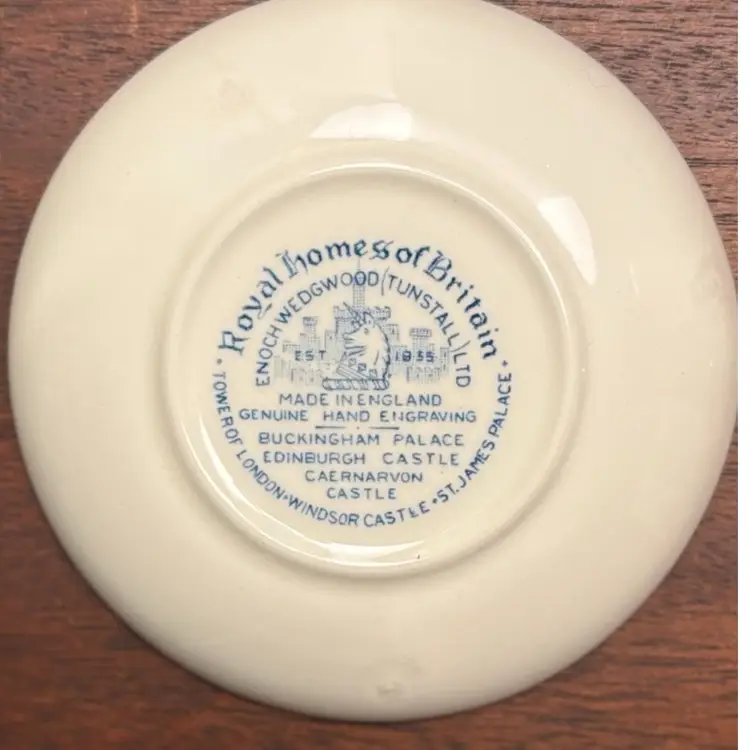 Royal homes of Britain
ENOCH WEDGWOOD (TUNSTALL) LTD
EST 1835
MADE IN ENGLAND
GENUINE HAND ENGRAVING
BUCKINGHAM PALACE
EDINBURGH CASTLE
CAERNARVON
CASTLE
• TOWER OF LONDON • WINDSOR CASTLE • ST. JAMES PALACE •